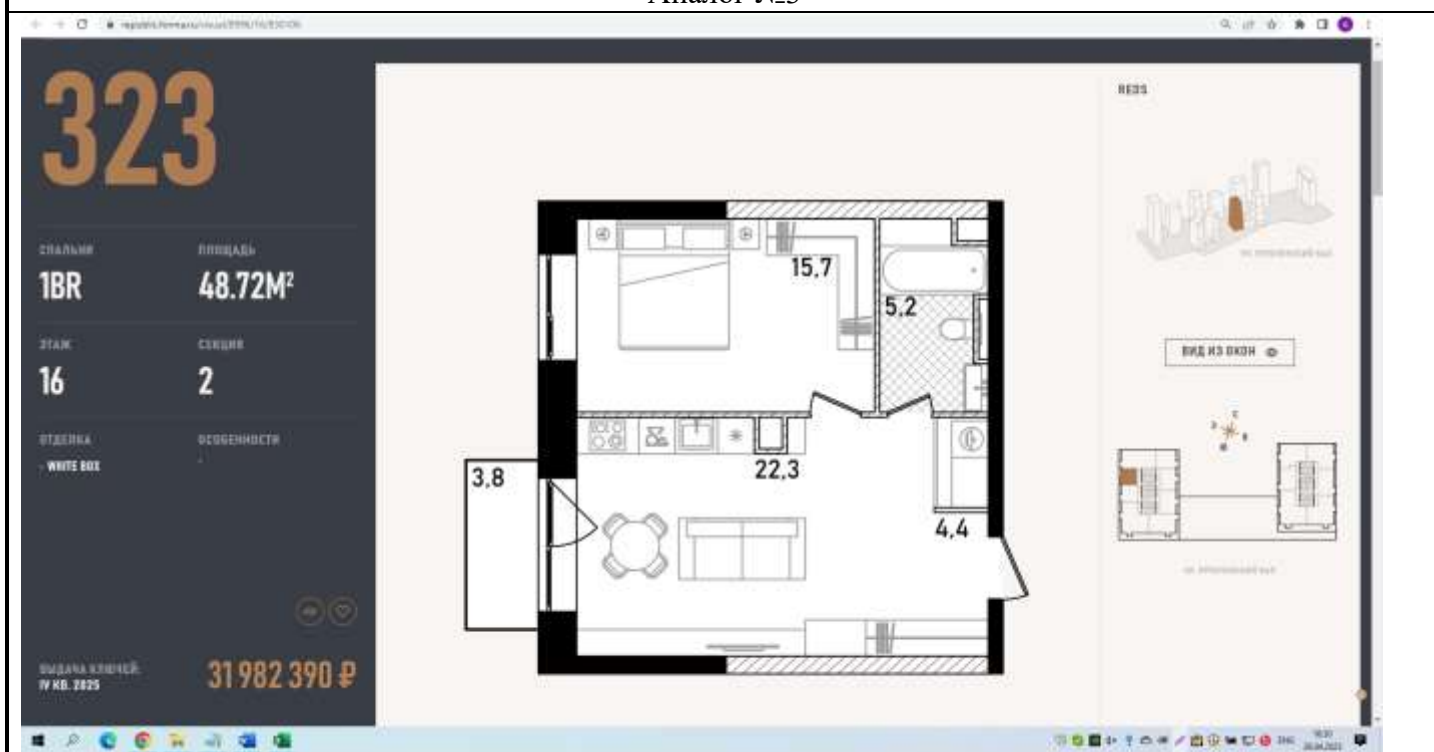 Аналог №3
323
REDS
СПАЛЬНИ ПЛОЩАДЬ
1BR 48.72М²
ЭТАЖ СЕКЦИЯ
16 2
ОТДЕЛКА ОСОБЕННОСТИ
- WHITE BOX -
15,7
5,2
3,8
22,3
4,4
ВИД ИЗ ОКОН
С
ВЫДАЧА КЛЮЧЕЙ:
IV КВ. 2025
31 982 390 ₽
ENG